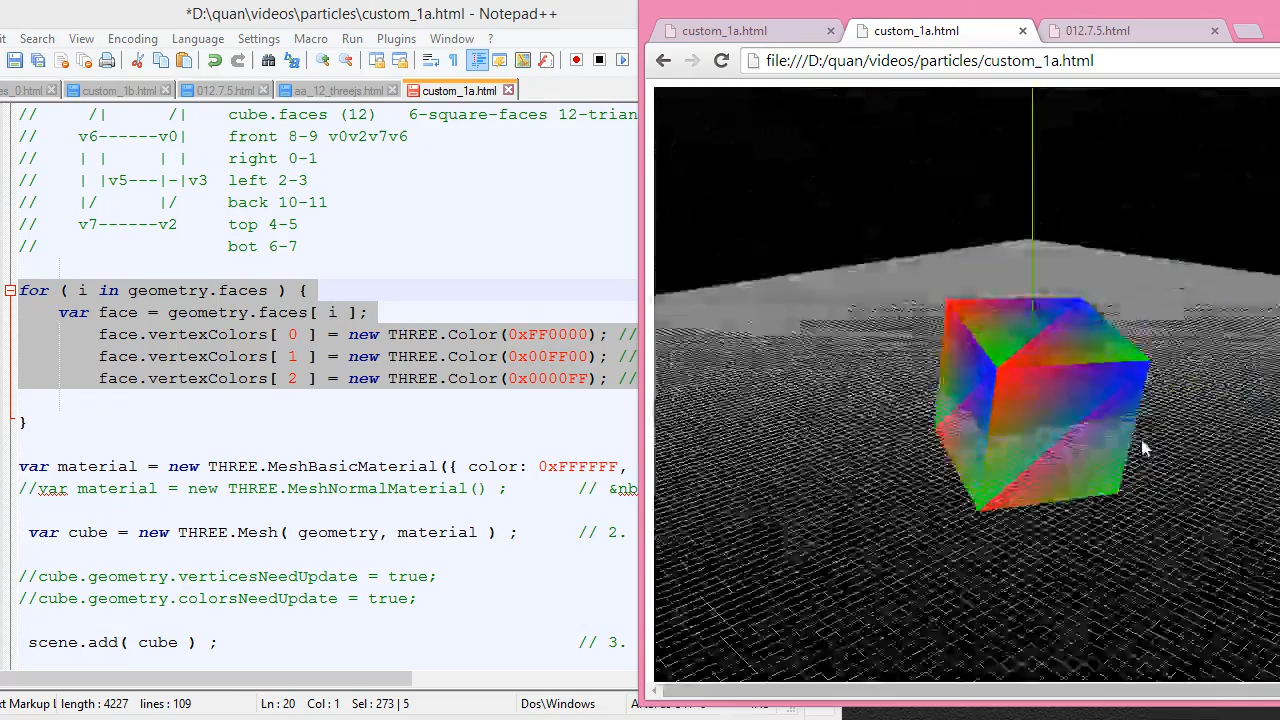 *D:\quan\videos\particles\custom_1a.html - Notepad++
Search View Encoding Language Settings Macro Run Plugins Window ?
es_0.html custom_1b.html 012.7.5.html aa_12_threejs.html custom_1a.html
// /| /| cube.faces (12) 6-square-faces 12-trian
// v6------v0| front 8-9 v0v2v7v6
// | | | | right 0-1
// | |v5---|-|v3 left 2-3
// |/ |/ back 10-11
// v7------v2 top 4-5
// bot 6-7
for ( i in geometry.faces ) {
var face = geometry.faces[ i ];
face.vertexColors[ 0 ] = new THREE.Color(0xFF0000); //
face.vertexColors[ 1 ] = new THREE.Color(0x00FF00); //
face.vertexColors[ 2 ] = new THREE.Color(0x0000FF); //
}
var material = new THREE.MeshBasicMaterial({ color: 0xFFFFFF,
//var material = new THREE.MeshNormalMaterial() ; // &nb
var cube = new THREE.Mesh( geometry, material ) ; // 2.
//cube.geometry.verticesNeedUpdate = true;
//cube.geometry.colorsNeedUpdate = true;
scene.add( cube ) ; // 3.
xt Markup L length : 4227 lines : 109 Ln : 20 Col : 1 Sel : 273 | 5 Dos\Windows
custom_1a.html custom_1a.html 012.7.5.html
file:///D:/quan/videos/particles/custom_1a.html